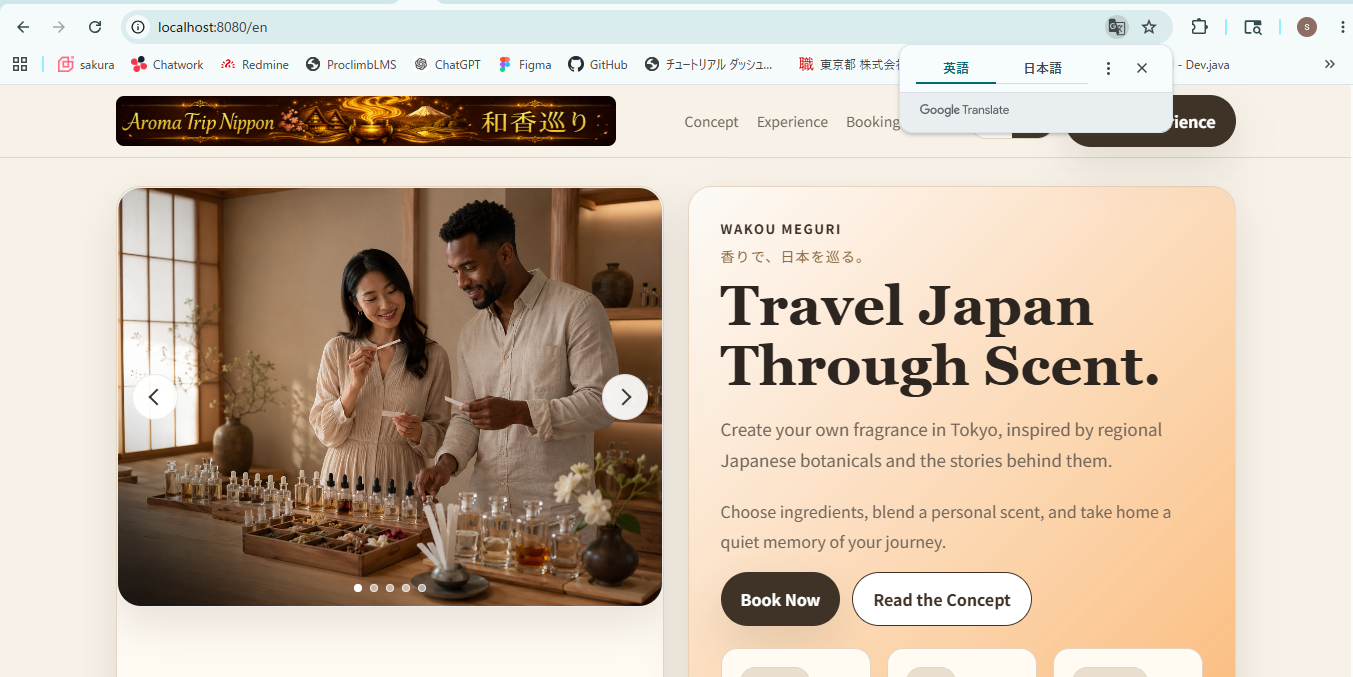 localhost:8080/en
S
sakura
Chatwork
Redmine
ProclimbLMS
ChatGPT
Figma
GitHub
チュートリアル ダッシュ...
職 東京都 株式会
- Dev.java
英語
日本語
Google Translate
Aroma Trip Nippon
和香巡り
Concept
Experience
Booking
ience
WAKOU MEGURI
香りで、日本を巡る。
Travel Japan
Through Scent.
Create your own fragrance in Tokyo, inspired by regional
Japanese botanicals and the stories behind them.
Choose ingredients, blend a personal scent, and take home a
quiet memory of your journey.
Book Now
Read the Concept